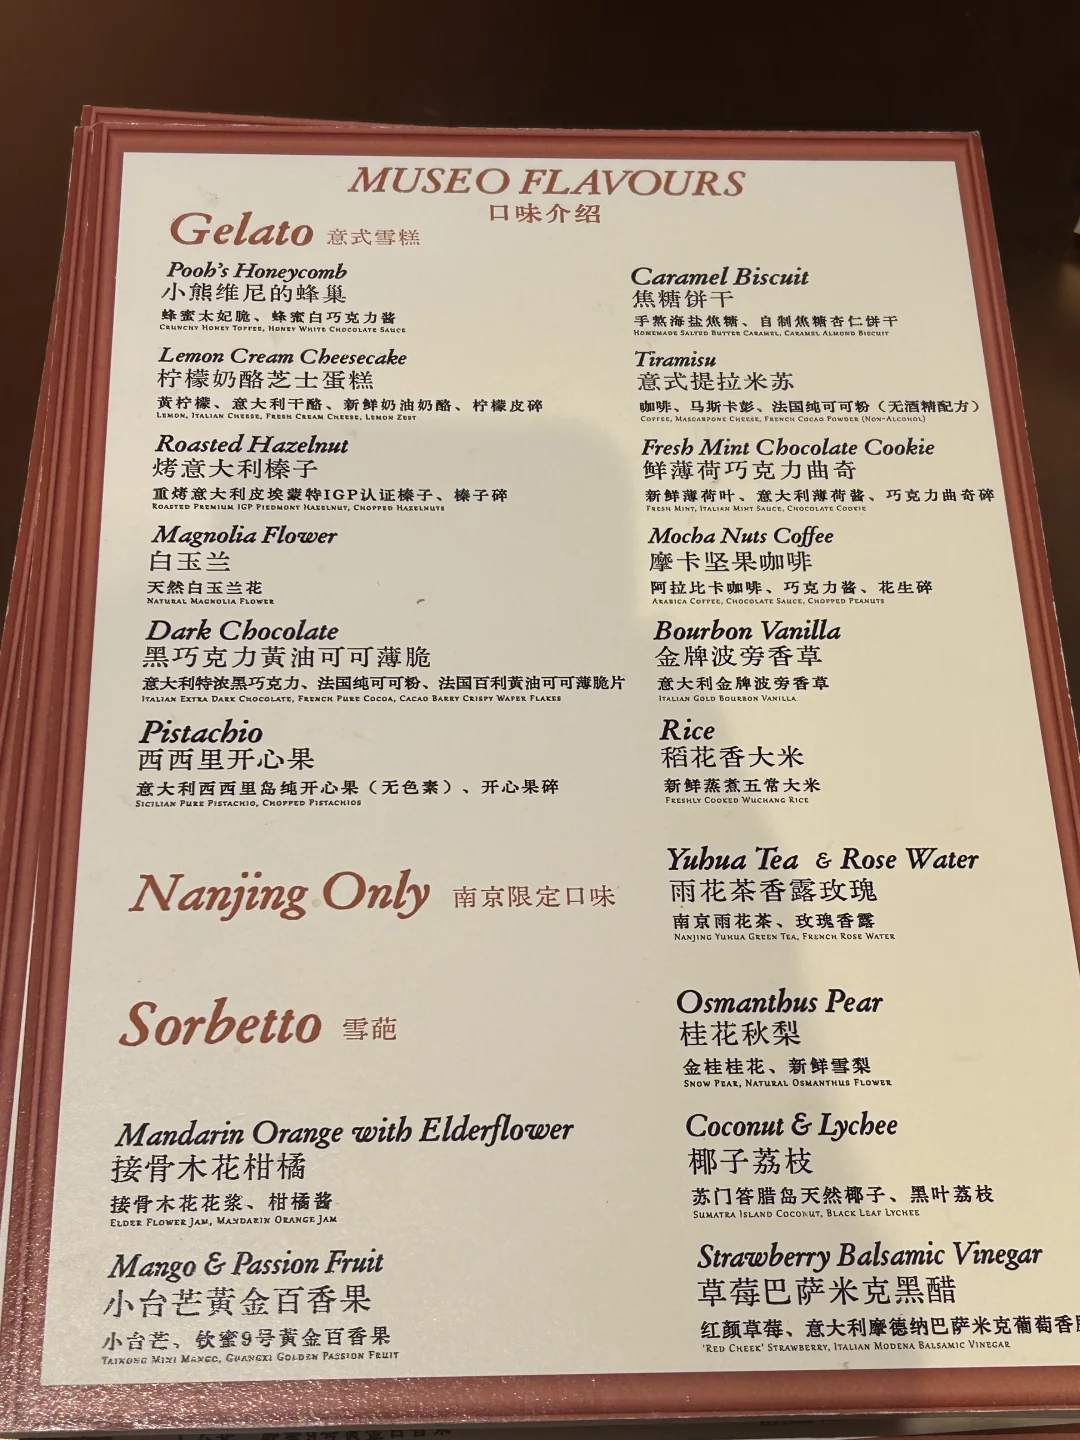 MUSEO FLAVOURS
口味介绍
Gelato 意式雪糕
Pooh's Honeycomb
小熊维尼的蜂巢
蜂蜜太妃脆、蜂蜜白巧克力酱
Crunchy Honey Toffee, Honey White Chocolate Sauce
Lemon Cream Cheesecake
柠檬奶酪芝士蛋糕
黄柠檬、意大利干酪、新鲜奶油奶酪、柠檬皮碎
Lemon, Italian Cheese, Fresh Cream Cheese, Lemon Zest
Roasted Hazelnut
烤意大利榛子
重烤意大利皮埃蒙特IGP认证榛子、榛子碎
Roasted Premium IGP Piedmont Hazelnut, Chopped Hazelnuts
Magnolia Flower
白玉兰
天然白玉兰花
Natural Magnolia Flower
Dark Chocolate
黑巧克力黄油可可薄脆
意大利特浓黑巧克力、法国纯可可粉、法国百利黄油可可薄脆片
Italian Extra Dark Chocolate, French Pure Cocoa, Cacao Barry Crispy Wafer Flakes
Pistachio
西西里开心果
意大利西西里岛纯开心果（无色素）、开心果碎
Sicilian Pure Pistachio, Chopped Pistachios
Caramel Biscuit
焦糖饼干
手熬海盐焦糖、自制焦糖杏仁饼干
Homemade Salted Butter Caramel, Caramel Almond Biscuit
Tiramisu
意式提拉米苏
咖啡、马斯卡彭、法国纯可可粉（无酒精配方）
Coffee, Mascarpone Cheese, French Cocao Powder (Non-Alcohol)
Fresh Mint Chocolate Cookie
鲜薄荷巧克力曲奇
新鲜薄荷叶、意大利薄荷酱、巧克力曲奇碎
Fresh Mint, Italian Mint Sauce, Chocolate Cookie
Mocha Nuts Coffee
摩卡坚果咖啡
阿拉比卡咖啡、巧克力酱、花生碎
Arabica Coffee, Chocolate Sauce, Chopped Peanuts
Bourbon Vanilla
金牌波旁香草
意大利金牌波旁香草
Italian Gold Bourbon Vanilla
Rice
稻花香大米
新鲜蒸煮五常大米
Freshly Cooked Wuchang Rice
Nanjing Only 南京限定口味
Yuhua Tea & Rose Water
雨花茶香露玫瑰
南京雨花茶、玫瑰香露
Nanjing Yuhua Green Tea, French Rose Water
Sorbetto 雪葩
Mandarin Orange with Elderflower
接骨木花柑橘
接骨木花花浆、柑橘酱
Elder Flower Jam, Mandarin Orange Jam
Mango & Passion Fruit
小台芒黄金百香果
小台芒、钦蜜9号黄金百香果
Taikong Mini Mango, Guangxi Golden Passion Fruit
Osmanthus Pear
桂花秋梨
金桂桂花、新鲜雪梨
Snow Pear, Natural Osmanthus Flower
Coconut & Lychee
椰子荔枝
苏门答腊岛天然椰子、黑叶荔枝
Sumatra Island Coconut, Black Leaf Lychee
Strawberry Balsamic Vinegar
草莓巴萨米克黑醋
红颜草莓、意大利摩德纳巴萨米克葡萄香
'Red Cheek' Strawberry, Italian Modena Balsamic Vinegar